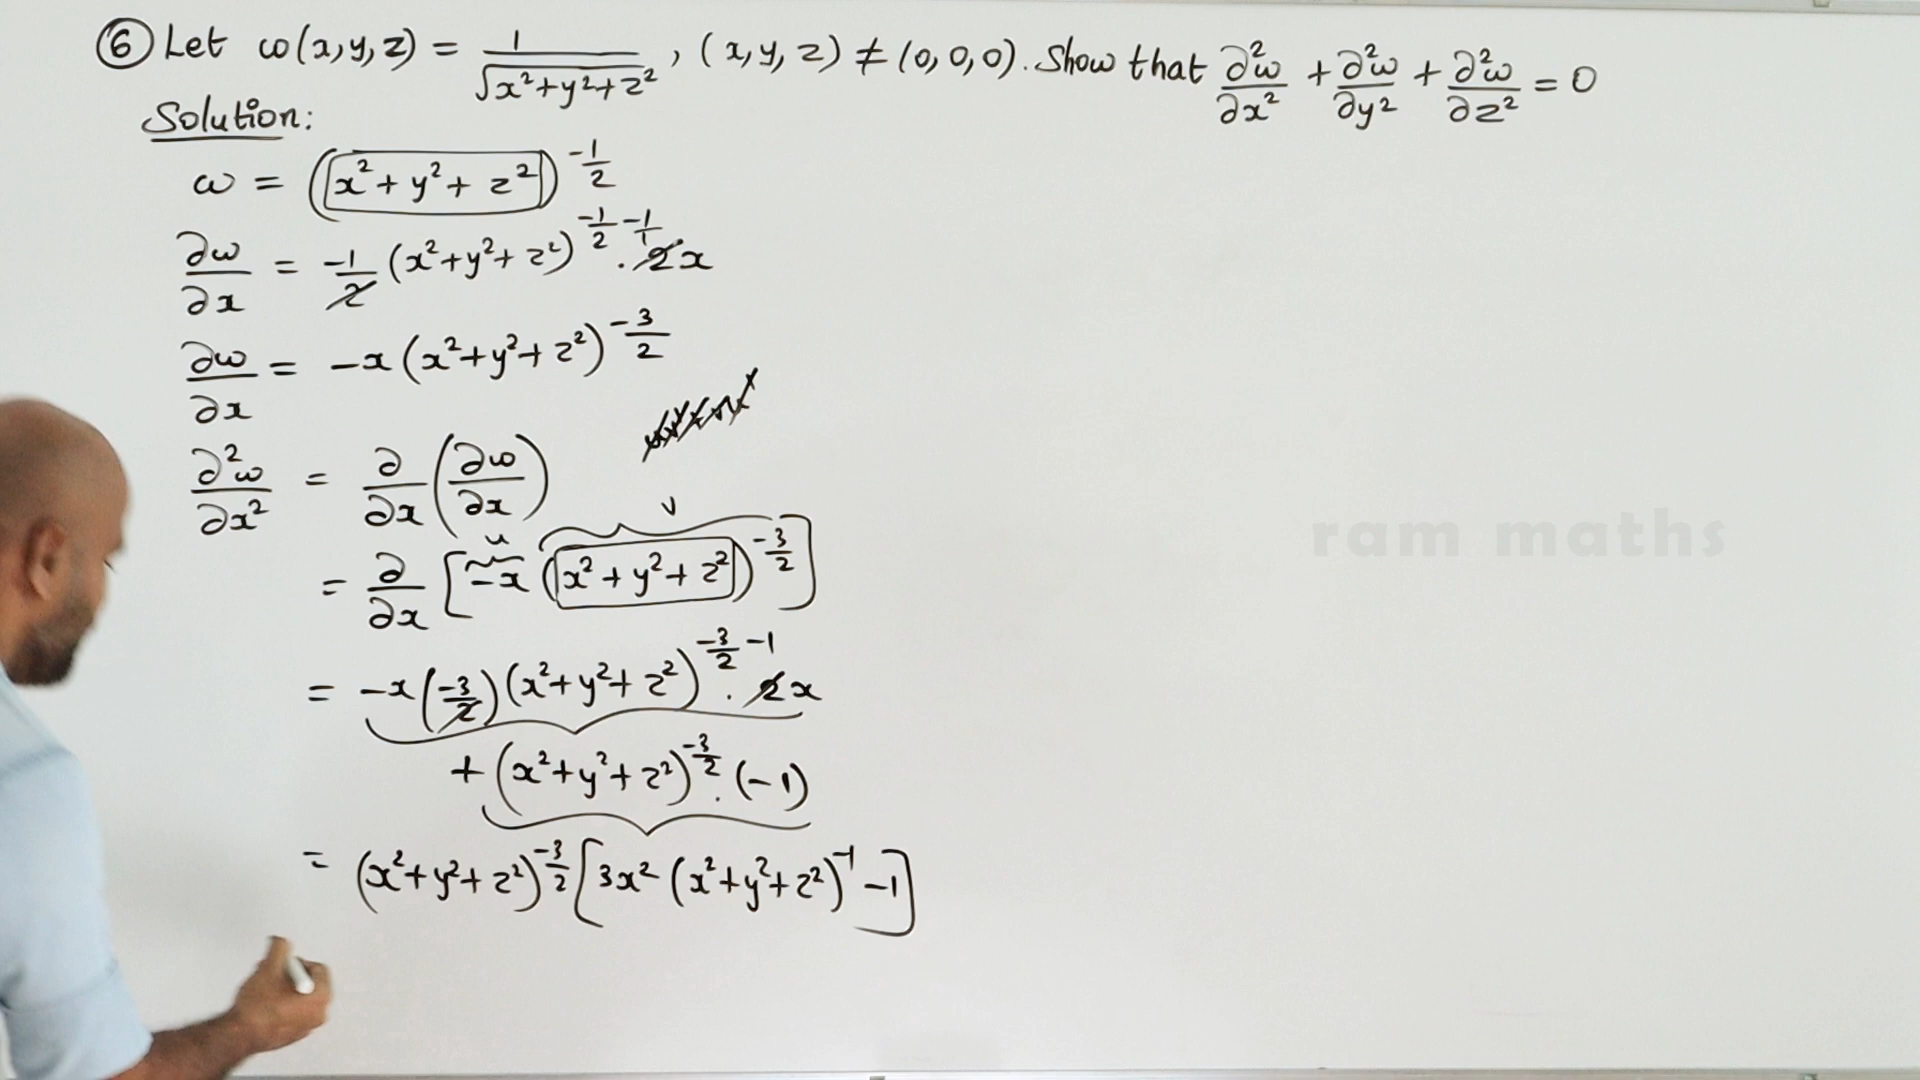 ⑥ Let ω(x,y,z) = 1/√x²+y²+z² , (x,y,z) ≠ (0,0,0). Show that ∂²ω/∂x² + ∂²ω/∂y² + ∂²ω/∂z² = 0
Solution:
ω = (x²+y²+z²)^(-1/2)
∂ω/∂x = -1/2 (x²+y²+z²)^(-1/2 -1/1) . 2x
∂ω/∂x = -x (x²+y²+z²)^(-3/2)
∂²ω/∂x² = ∂/∂x (∂ω/∂x)
u v
= ∂/∂x [-x (x²+y²+z²)^(-3/2)]
= -x (-3/2) (x²+y²+z²)^(-3/2 -1) . 2x
+ (x²+y²+z²)^(-3/2) . (-1)
= (x²+y²+z²)^(-3/2) [3x² (x²+y²+z²)^(-1) -1]
ram maths